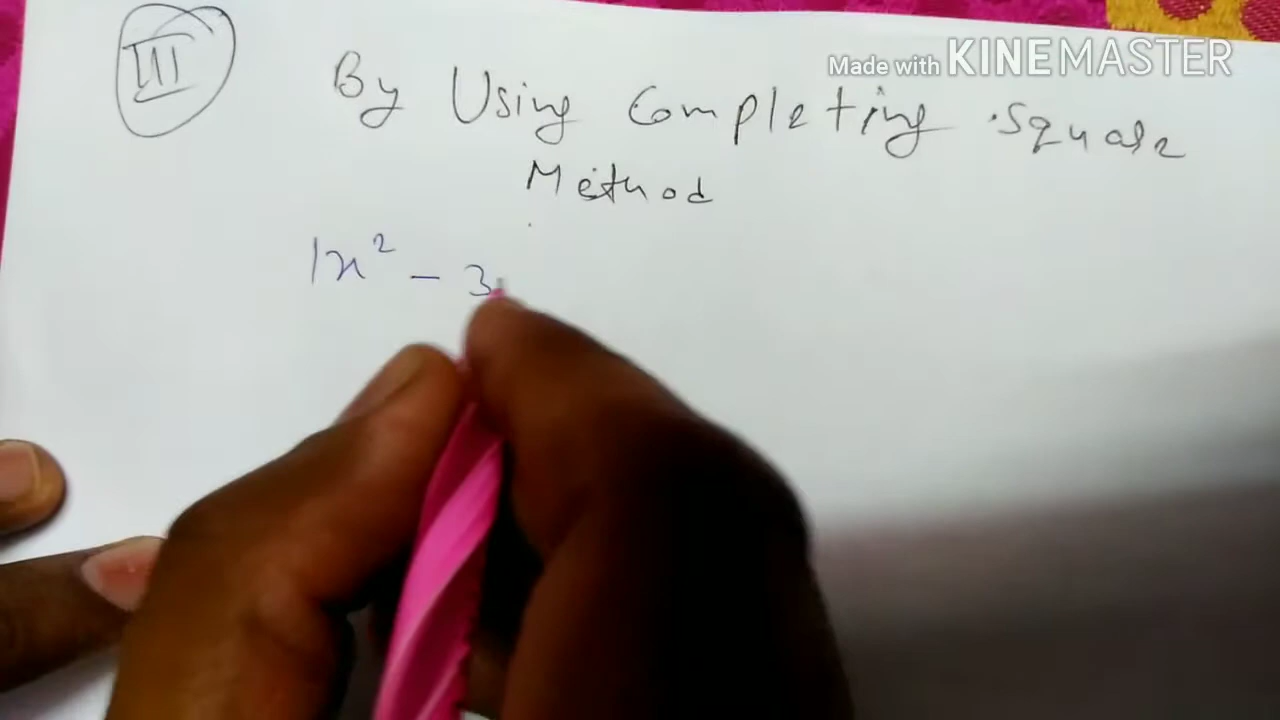 III
Made with KINEMASTER
By Using Completing Square
Method
1x² - 3